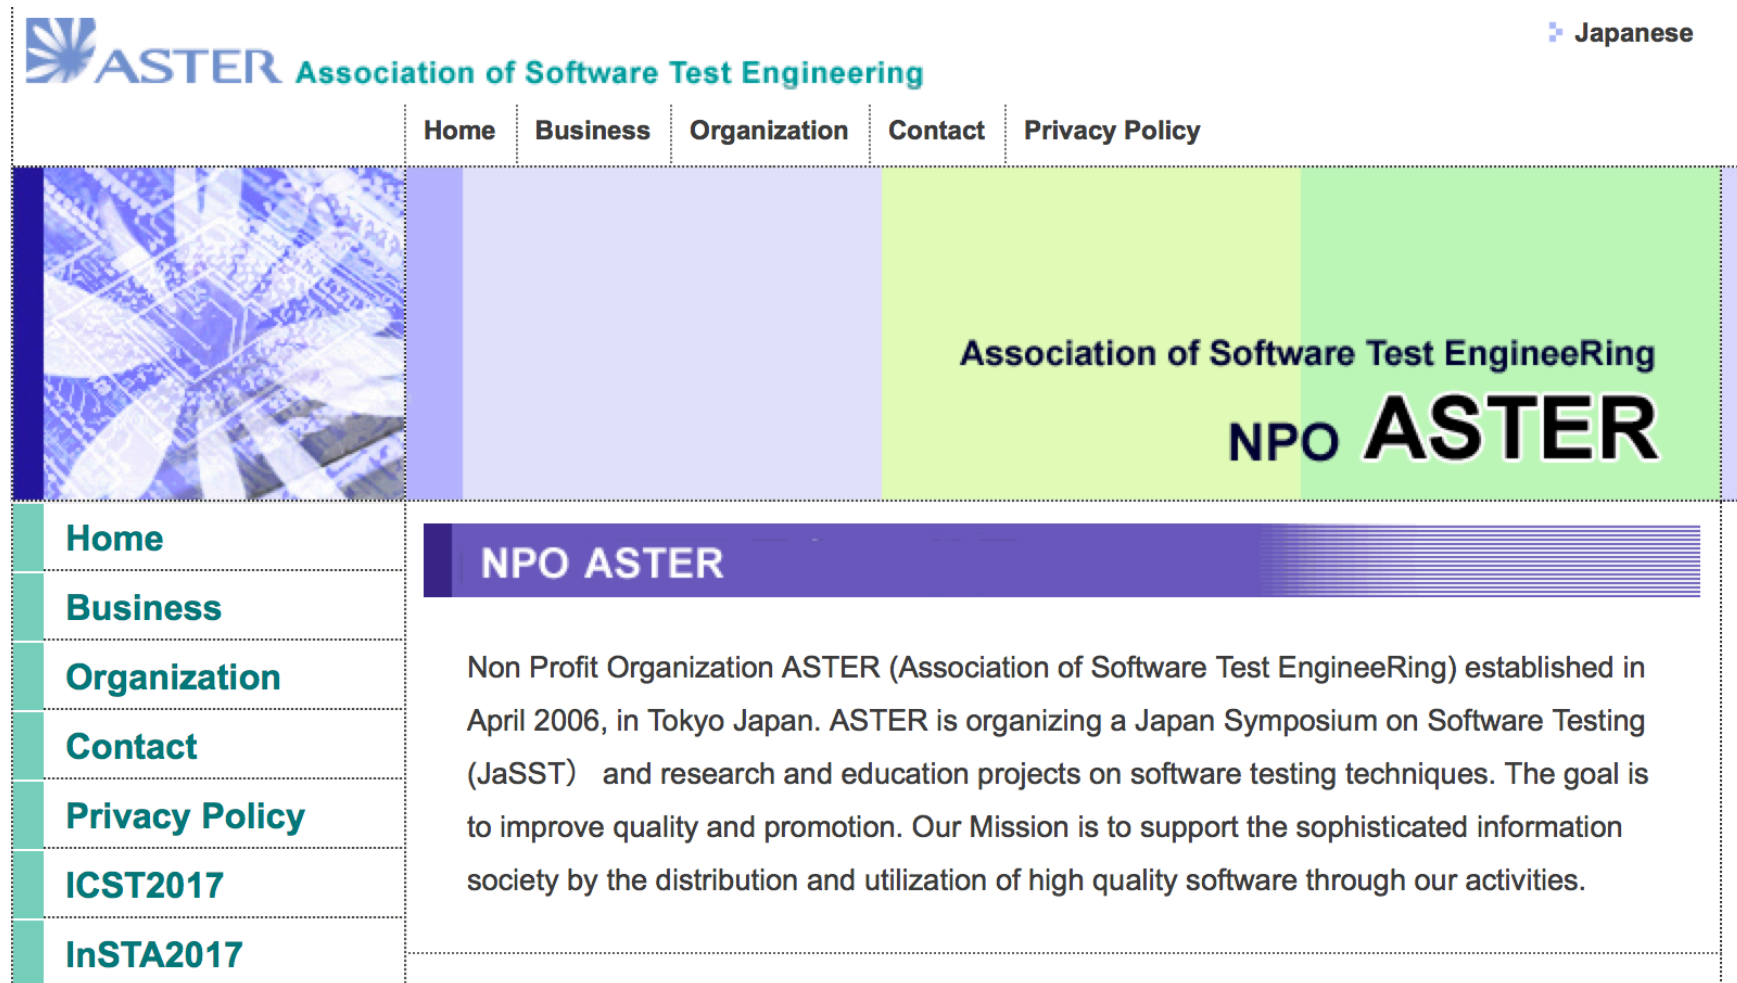 Japanese
ASTER Association of Software Test Engineering
Home Business Organization Contact Privacy Policy
Association of Software Test EngineeRing
NPO ASTER
Home
Business
Organization
Contact
Privacy Policy
ICST2017
InSTA2017
NPO ASTER
Non Profit Organization ASTER (Association of Software Test EngineeRing) established in
April 2006, in Tokyo Japan. ASTER is organizing a Japan Symposium on Software Testing
(JaSST） and research and education projects on software testing techniques. The goal is
to improve quality and promotion. Our Mission is to support the sophisticated information
society by the distribution and utilization of high quality software through our activities.